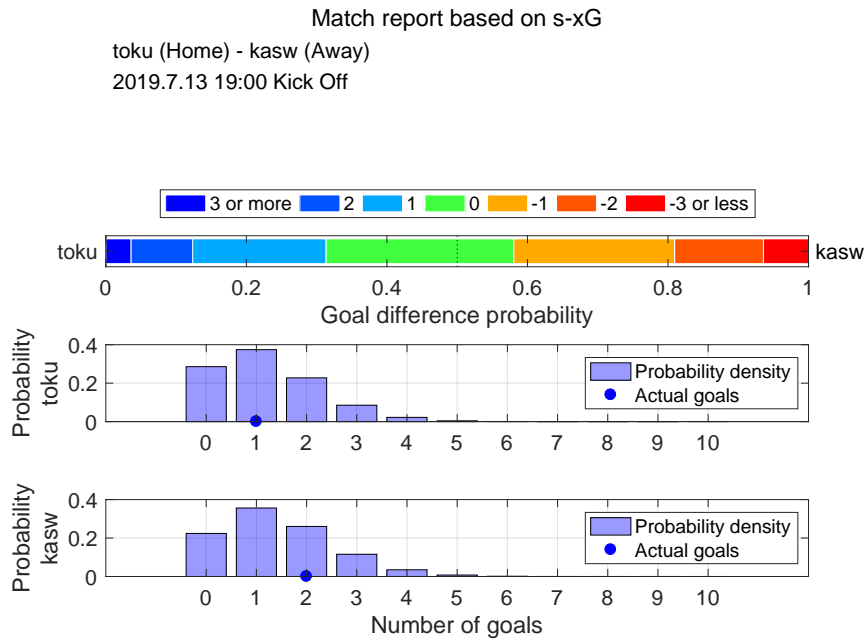 Match report based on s-xG
toku (Home) - kasw (Away)
2019.7.13 19:00 Kick Off
3 or more 2 1 0 -1 -2 -3 or less
toku kasw
0 0.2 0.4 0.6 0.8 1
Goal difference probability
Probability
toku
0.4
0.2
0
Probability density
Actual goals
0 1 2 3 4 5 6 7 8 9 10
Probability
kasw
0.4
0.2
0
Probability density
Actual goals
0 1 2 3 4 5 6 7 8 9 10
Number of goals